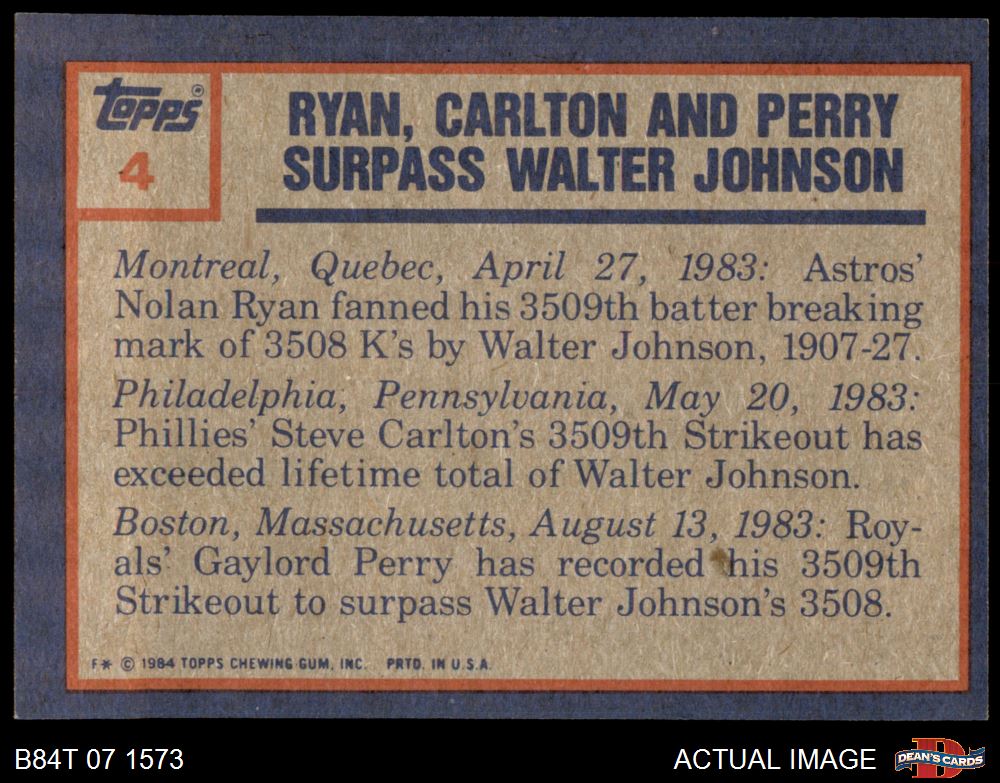 topps®
4
RYAN, CARLTON AND PERRY
SURPASS WALTER JOHNSON
Montreal, Quebec, April 27, 1983: Astros'
Nolan Ryan fanned his 3509th batter breaking
mark of 3508 K's by Walter Johnson, 1907-27.
Philadelphia, Pennsylvania, May 20, 1983:
Phillies' Steve Carlton's 3509th Strikeout has
exceeded lifetime total of Walter Johnson.
Boston, Massachusetts, August 13, 1983: Roy-
als' Gaylord Perry has recorded his 3509th
Strikeout to surpass Walter Johnson's 3508.
F* © 1984 TOPPS CHEWING GUM, INC. PRTD. IN U.S.A.
B84T 07 1573
ACTUAL IMAGE
D
DEAN'S CARDS